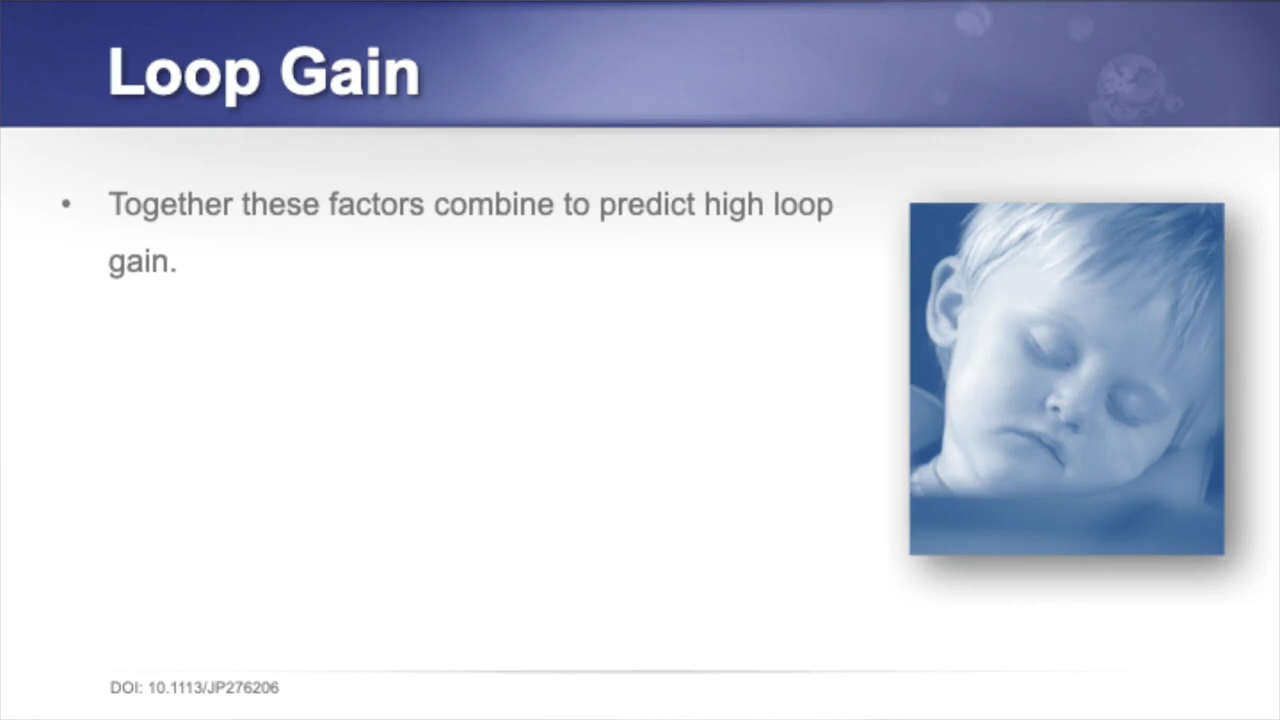 Loop Gain
• Together these factors combine to predict high loop
gain.
DOI: 10.1113/JP276206